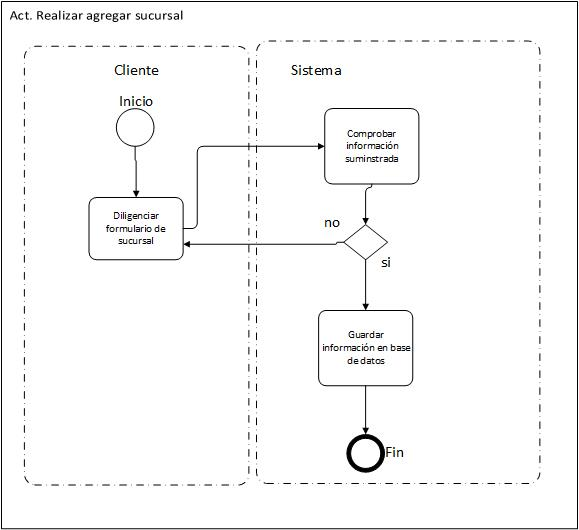 Act. Realizar agregar sucursal
Cliente
Sistema
Inicio
Comprobar
información
suminstrada
Diligenciar
formulario de
sucursal
no
si
Guardar
información en base
de datos
Fin